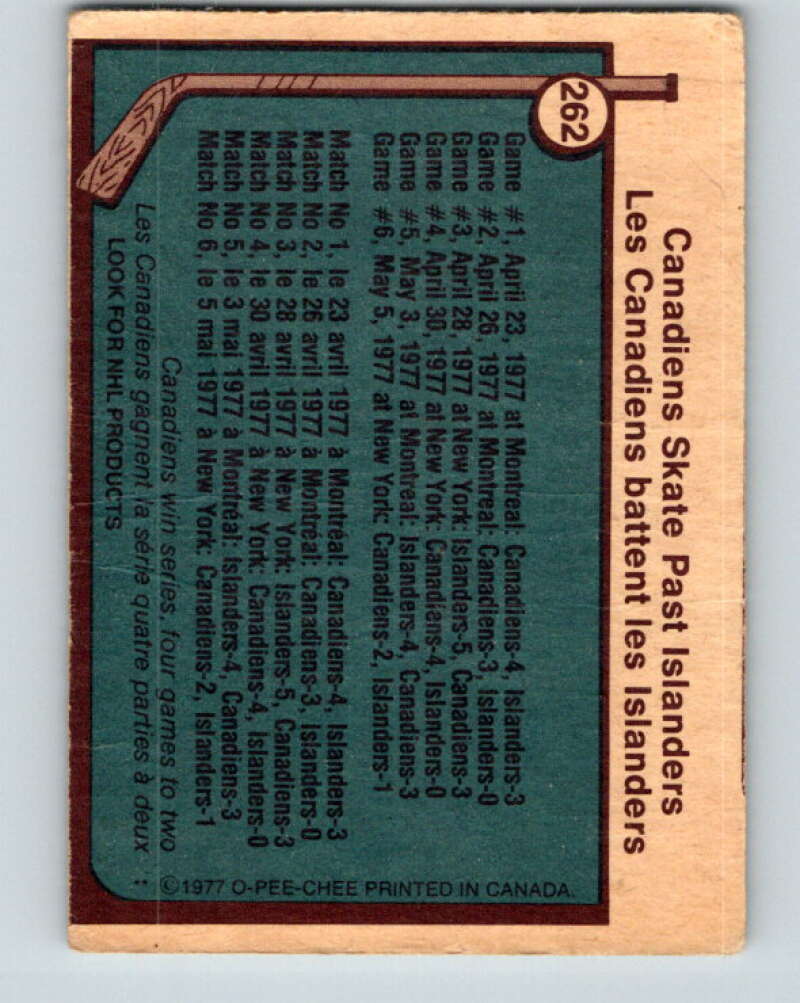 262
Canadiens Skate Past Islanders
Les Canadiens battent les Islanders
Game #1, April 23, 1977 at Montreal: Canadiens-4, Islanders-3
Game #2, April 26, 1977 at Montreal: Canadiens-3, Islanders-0
Game #3, April 28, 1977 at New York: Islanders-5, Canadiens-3
Game #4, April 30, 1977 at New York: Canadiens-4, Islanders-0
Game #5, May 3, 1977 at Montreal: Islanders-4, Canadiens-3
Game #6, May 5, 1977 at New York: Canadiens-2, Islanders-1
Match No 1, le 23 avril 1977 à Montréal: Canadiens-4, Islanders-3
Match No 2, le 26 avril 1977 à Montréal: Canadiens-3, Islanders-0
Match No 3, le 28 avril 1977 à New York: Islanders-5, Canadiens-3
Match No 4, le 30 avril 1977 à New York: Canadiens-4, Islanders-0
Match No 5, le 3 mai 1977 à Montréal: Islanders-4, Canadiens-3
Match No 6, le 5 mai 1977 à New York: Canadiens-2, Islanders-1
Canadiens win series, four games to two
Les Canadiens gagnent la série quatre parties à deux
LOOK FOR NHL PRODUCTS
©1977 O-PEE-CHEE PRINTED IN CANADA.